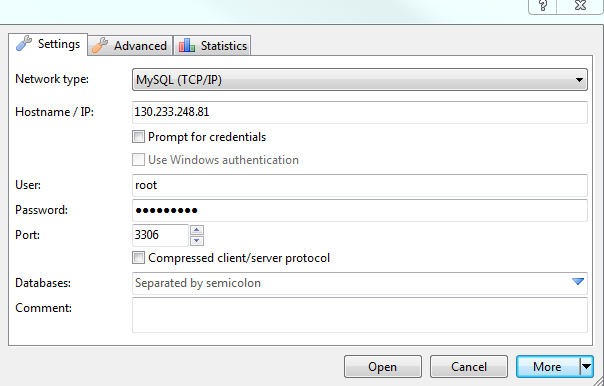 ?
Settings Advanced Statistics
Network type: MySQL (TCP/IP)
Hostname / IP: 130.233.248.81
Prompt for credentials
Use Windows authentication
User: root
Password: ●●●●●●●●●
Port: 3306
Compressed client/server protocol
Databases: Separated by semicolon
Comment:
Open Cancel More